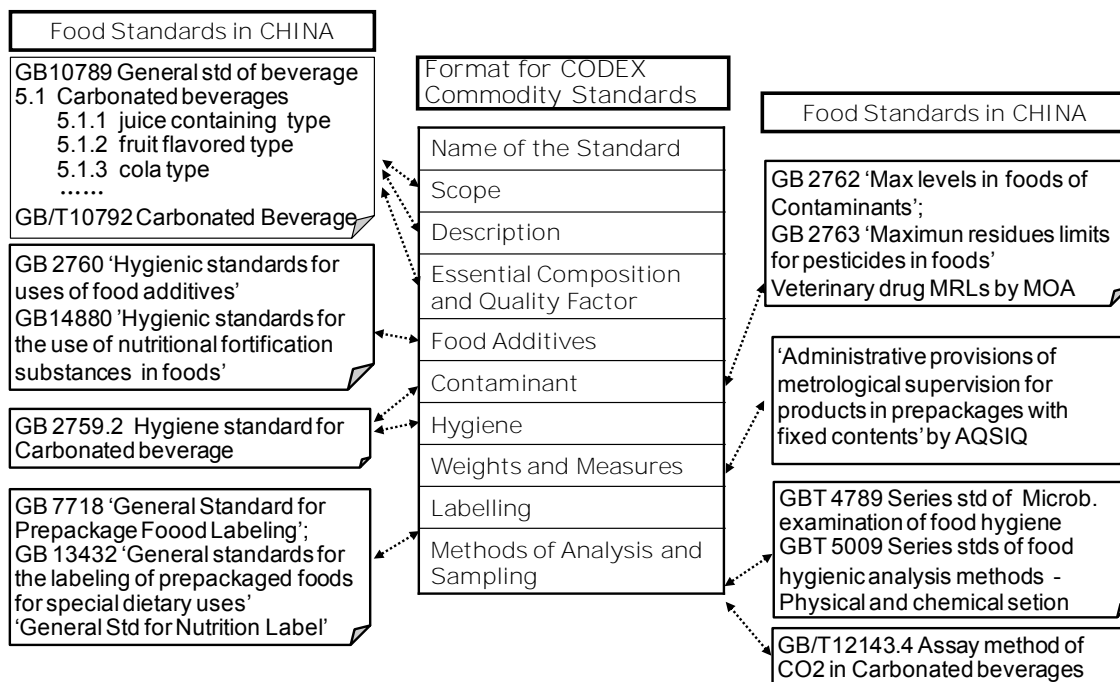 Food Standards in CHINA
GB10789 General std of beverage
5.1 Carbonated beverages
5.1.1 juice containing type
5.1.2 fruit flavored type
5.1.3 cola type
……
GB/T10792 Carbonated Beverage
GB 2760 ‘Hygienic standards for
uses of food additives’
GB14880 ’Hygienic standards for
the use of nutritional fortification
substances in foods’
GB 2759.2 Hygiene standard for
Carbonated beverage
GB 7718 ‘General Standard for
Prepackage Foood Labeling’;
GB 13432 ‘General standards for
the labeling of prepackaged foods
for special dietary uses’
‘General Std for Nutrition Label’
Format for CODEX
Commodity Standards
Name of the Standard
Scope
Description
Essential Composition
and Quality Factor
Food Additives
Contaminant
Hygiene
Weights and Measures
Labelling
Methods of Analysis and
Sampling
Food Standards in CHINA
GB 2762 ‘Max levels in foods of
Contaminants’;
GB 2763 ‘Maximun residues limits
for pesticides in foods’
Veterinary drug MRLs by MOA
‘Administrative provisions of
metrological supervision for
products in prepackages with
fixed contents’ by AQSIQ
GBT 4789 Series std of Microb.
examination of food hygiene
GBT 5009 Series stds of food
hygienic analysis methods -
Physical and chemical setion
GB/T12143.4 Assay method of
CO2 in Carbonated beverages